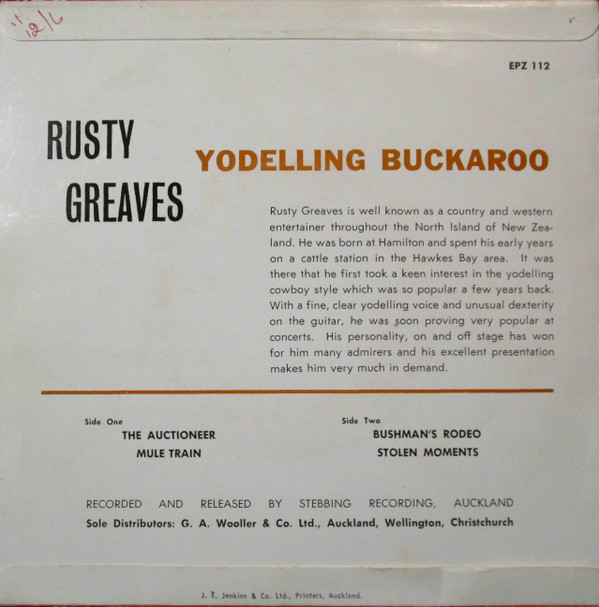 12/6
EPZ 112
RUSTY
GREAVES
YODELLING BUCKAROO
Rusty Greaves is well known as a country and western
entertainer throughout the North Island of New Zea-
land. He was born at Hamilton and spent his early years
on a cattle station in the Hawkes Bay area. It was
there that he first took a keen interest in the yodelling
cowboy style which was so popular a few years back.
With a fine, clear yodelling voice and unusual dexterity
on the guitar, he was soon proving very popular at
concerts. His personality, on and off stage has won
for him many admirers and his excellent presentation
makes him very much in demand.
Side One
THE AUCTIONEER
MULE TRAIN
Side Two
BUSHMAN'S RODEO
STOLEN MOMENTS
RECORDED AND RELEASED BY STEBBING RECORDING, AUCKLAND
Sole Distributors: G. A. Wooller & Co. Ltd., Auckland, Wellington, Christchurch
J. Jenkins & Co. Ltd., Printers, Auckland.